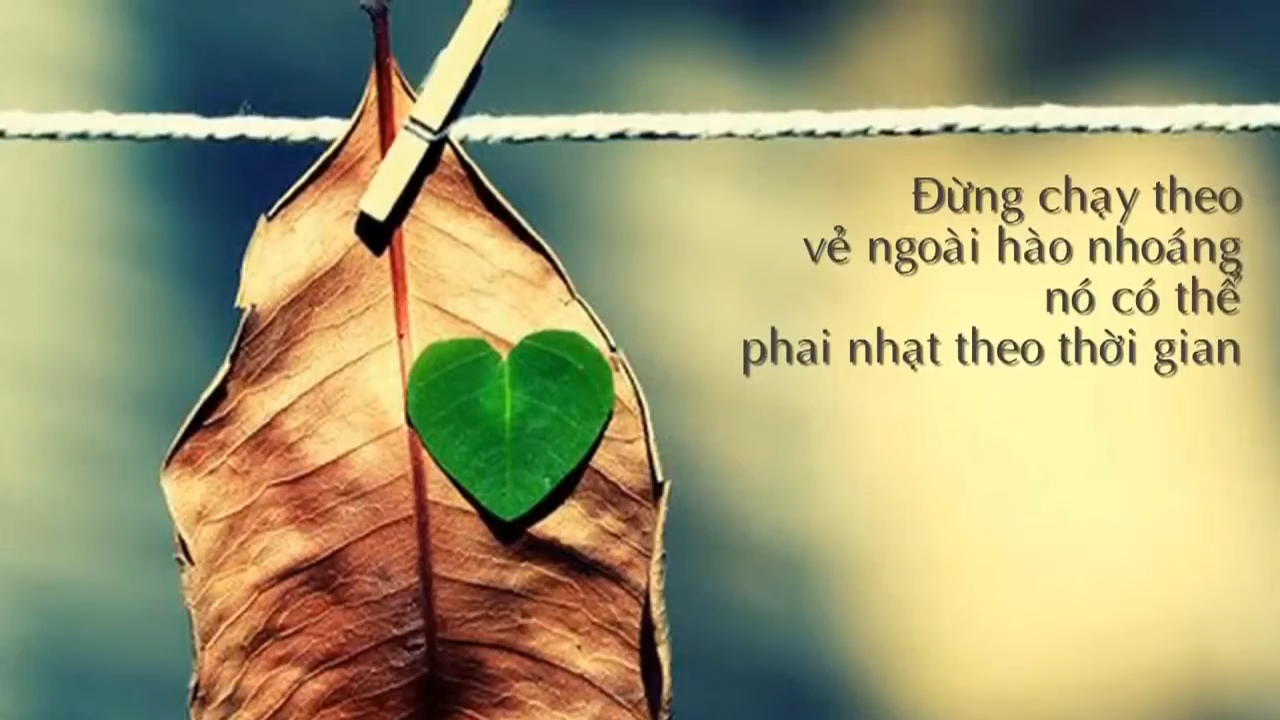 Đừng chạy theo
vẻ ngoài hào nhoáng
nó có thể
phai nhạt theo thời gian